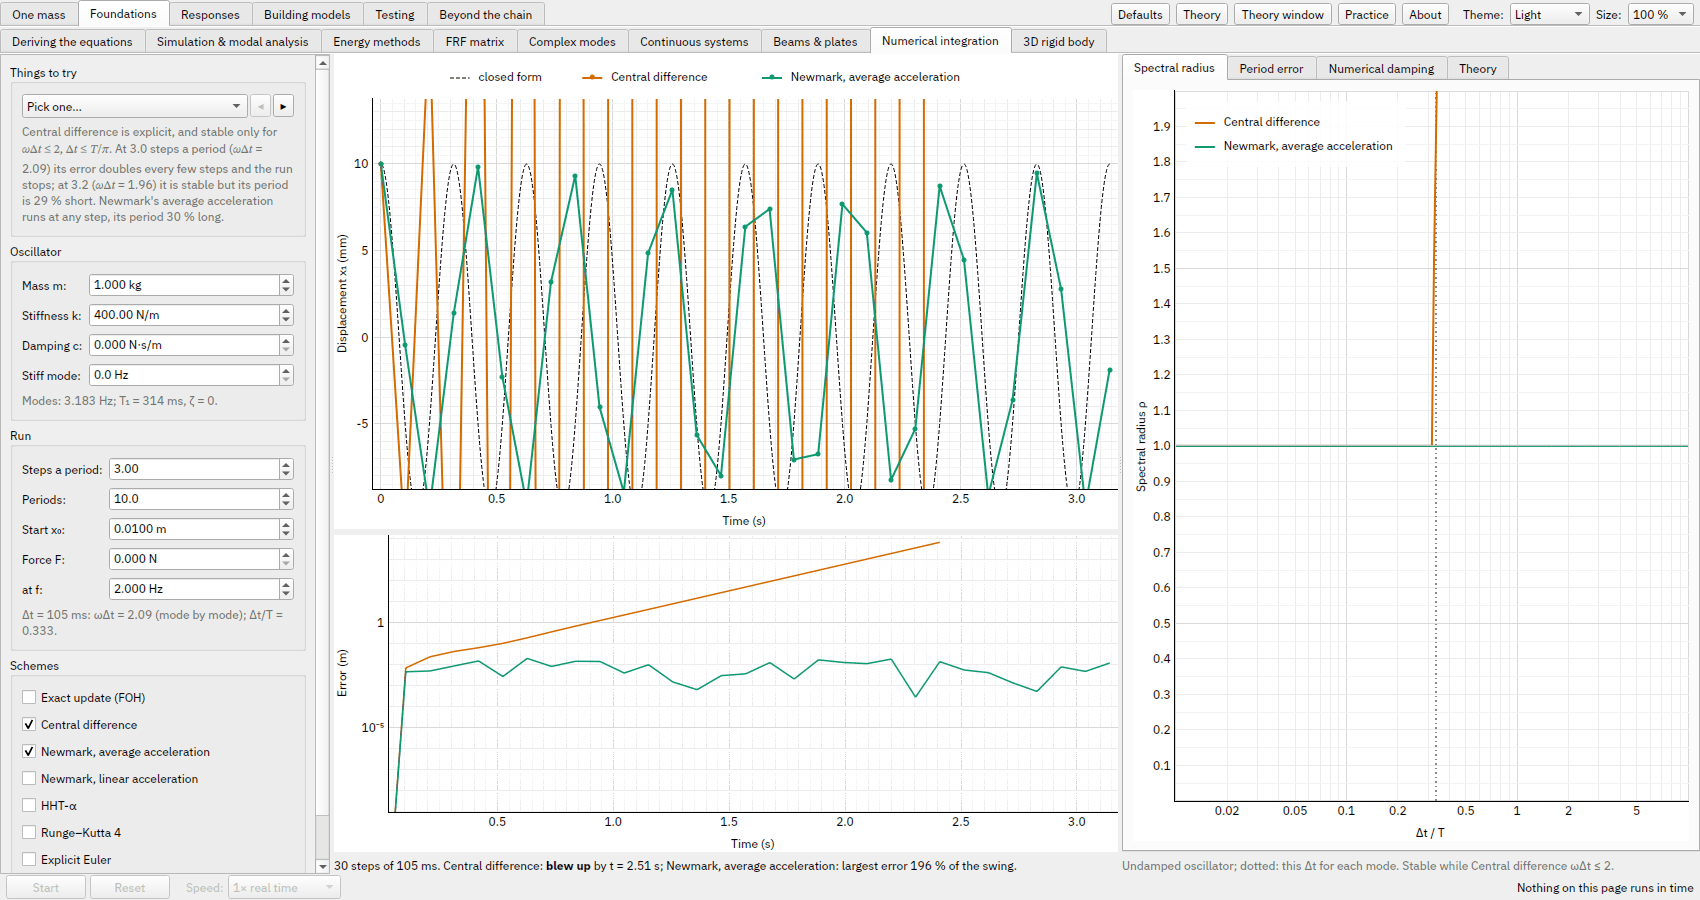 One mass
Foundations
Responses
Building models
Testing
Beyond the chain
Defaults
Theory
Theory window
Practice
About
Theme:
Light
Size:
100 %
Deriving the equations
Simulation & modal analysis
Energy methods
FRF matrix
Complex modes
Continuous systems
Beams & plates
Numerical integration
3D rigid body
Things to try
Pick one...
Central difference is explicit, and stable only for
ωΔt ≤ 2, Δt ≤ T/π. At 3.0 steps a period (ωΔt =
2.09) its error doubles every few steps and the run
stops; at 3.2 (ωΔt = 1.96) it is stable but its period
is 29 % short. Newmark's average acceleration
runs at any step, its period 30 % long.
Oscillator
Mass m:
1.000 kg
Stiffness k:
400.00 N/m
Damping c:
0.000 N·s/m
Stiff mode:
0.0 Hz
Modes: 3.183 Hz; T₁ = 314 ms, ζ = 0.
Run
Steps a period:
3.00
Periods:
10.0
Start x₀:
0.0100 m
Force F:
0.000 N
at f:
2.000 Hz
Δt = 105 ms: ωΔt = 2.09 (mode by mode); Δt/T =
0.333.
Schemes
Exact update (FOH)
Central difference
Newmark, average acceleration
Newmark, linear acceleration
HHT-α
Runge–Kutta 4
Explicit Euler
Start
Reset
Speed:
1× real time
closed form
Central difference
Newmark, average acceleration
Displacement x₁ (mm)
10
5
0
-5
0
0.5
1.0
1.5
2.0
2.5
3.0
Time (s)
Error (m)
1
10⁻⁵
0.5
1.0
1.5
2.0
2.5
3.0
Time (s)
30 steps of 105 ms. Central difference: blew up by t = 2.51 s; Newmark, average acceleration: largest error 196 % of the swing.
Spectral radius
Period error
Numerical damping
Theory
Central difference
Newmark, average acceleration
Spectral radius ρ
1.9
1.8
1.7
1.6
1.5
1.4
1.3
1.2
1.1
1.0
0.9
0.8
0.7
0.6
0.5
0.4
0.3
0.2
0.1
0.02
0.05
0.1
0.2
0.5
1
2
5
Δt / T
Undamped oscillator; dotted: this Δt for each mode. Stable while Central difference ωΔt ≤ 2.
Nothing on this page runs in time